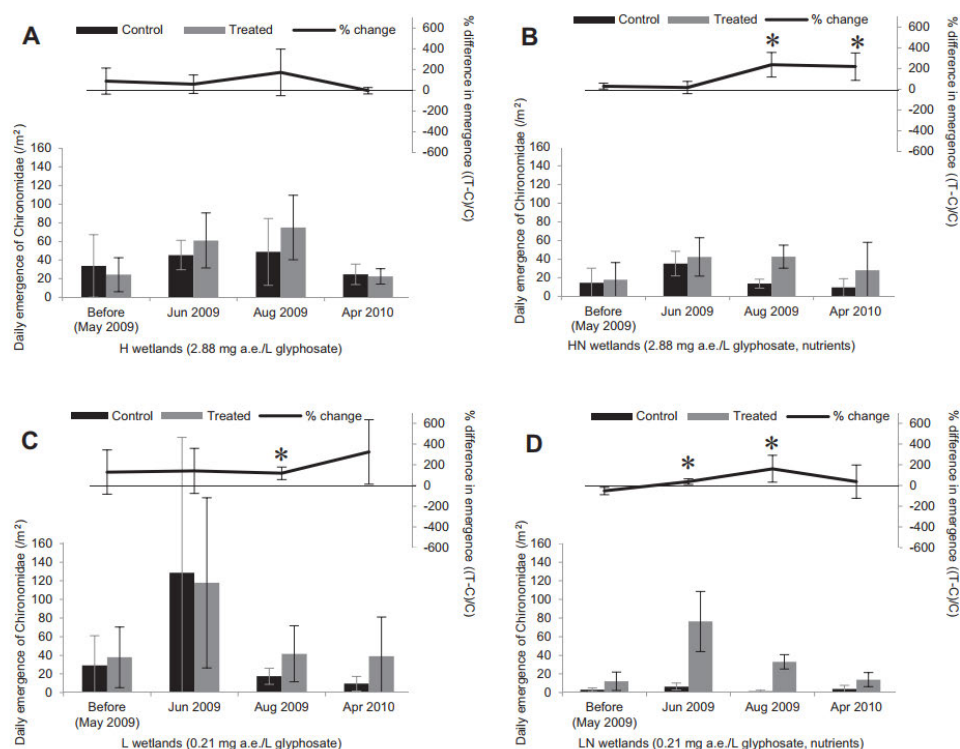 A
Control Treated % change
600
400
200
0
-200
-400
-600
% difference in emergence ((T-C)/C)
Daily emergence of Chironomidae (/m²)
160
140
120
100
80
60
40
20
0
Before
(May 2009)
Jun 2009
Aug 2009
Apr 2010
H wetlands (2.88 mg a.e./L glyphosate)
B
Control Treated % change
* *
600
400
200
0
-200
-400
-600
% difference in emergence ((T-C)/C)
Daily emergence of Chironomidae (/m²)
160
140
120
100
80
60
40
20
0
Before
(May 2009)
Jun 2009
Aug 2009
Apr 2010
HN wetlands (2.88 mg a.e./L glyphosate, nutrients)
C
Control Treated % change
*
600
400
200
0
-200
-400
-600
% difference in emergence ((T-C)/C)
Daily emergence of Chironomidae (/m²)
160
140
120
100
80
60
40
20
0
Before
(May 2009)
Jun 2009
Aug 2009
Apr 2010
L wetlands (0.21 mg a.e./L glyphosate)
D
Control Treated % change
* *
600
400
200
0
-200
-400
-600
% difference in emergence ((T-C)/C)
Daily emergence of Chironomidae (/m²)
160
140
120
100
80
60
40
20
0
Before
(May 2009)
Jun 2009
Aug 2009
Apr 2010
LN wetlands (0.21 mg a.e./L glyphosate, nutrients)